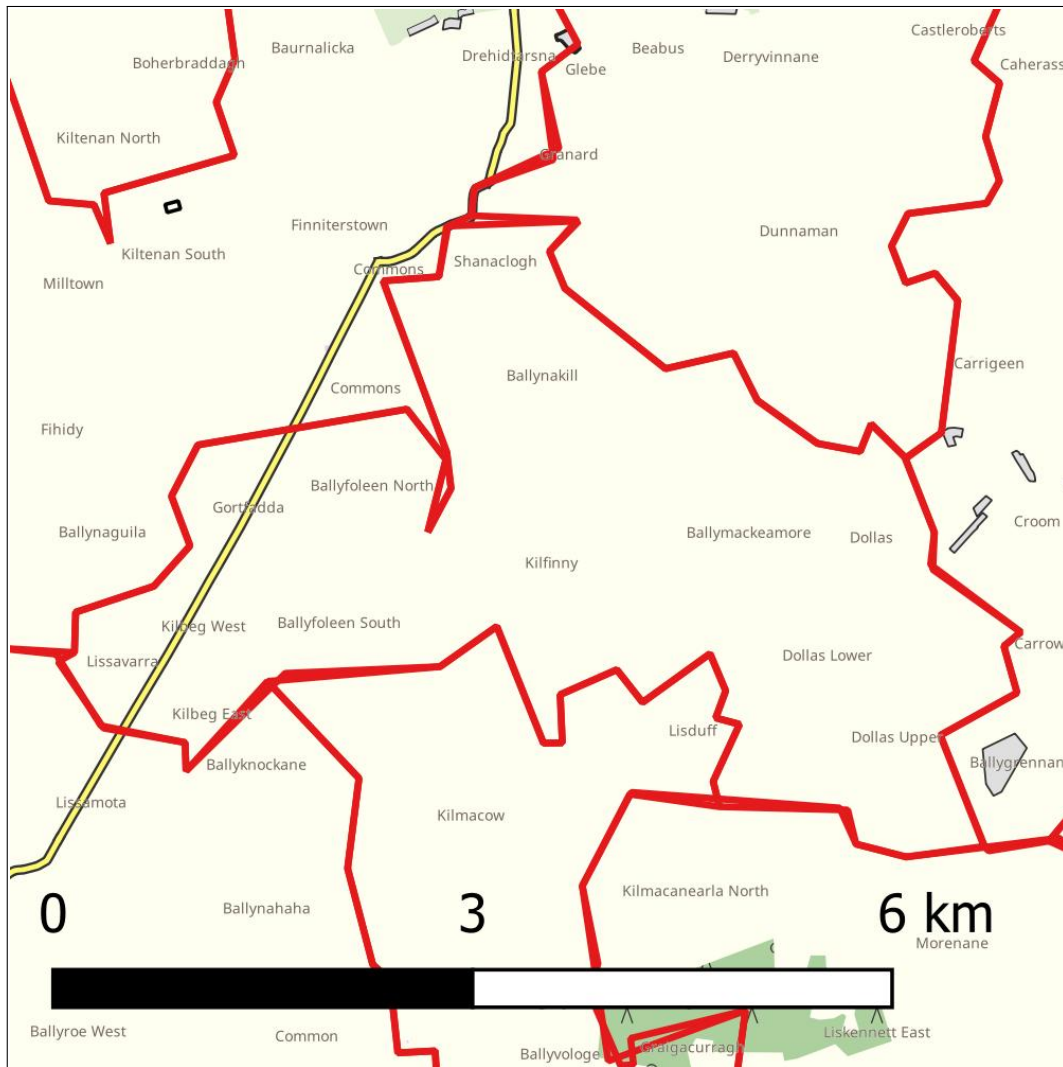 Castleroberts
Baurnalicka
Beabus
Drehidtarsna
Derryvinnane
Boherbraddagh
Caherass
Glebe
Kiltenan North
Granard
Finniterstown
Dunnaman
Kiltenan South
Shanaclogh
Commons
Milltown
Carrigeen
Ballynakill
Commons
Fihidy
Ballyfoleen North
Gortfadda
Croom
Ballynaguila
Ballymackeamore
Dollas
Kilfinny
Kilbeg West
Ballyfoleen South
Carrow
Dollas Lower
Lissavarra
Kilbeg East
Lisduff
Dollas Upper
Ballyknockane
Ballygrennan
Lissamota
Kilmacow
Kilmacanearla North
Ballynahaha
0 3 6 km
Morenane
Ballyroe West
Common
Liskennett East
Graigacurragh
Ballyvologe